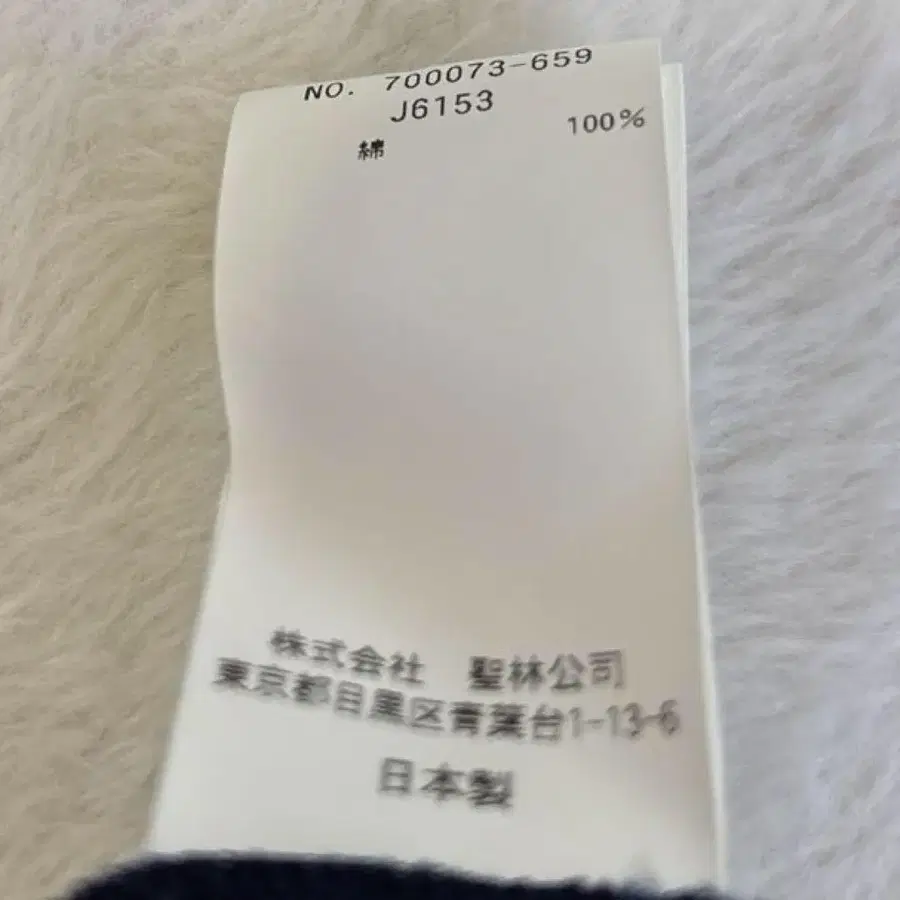 NO. 700073-659
J6153
綿 100%
株式会社 聖林公司
東京都目黒区青葉台1-13-6
日本製